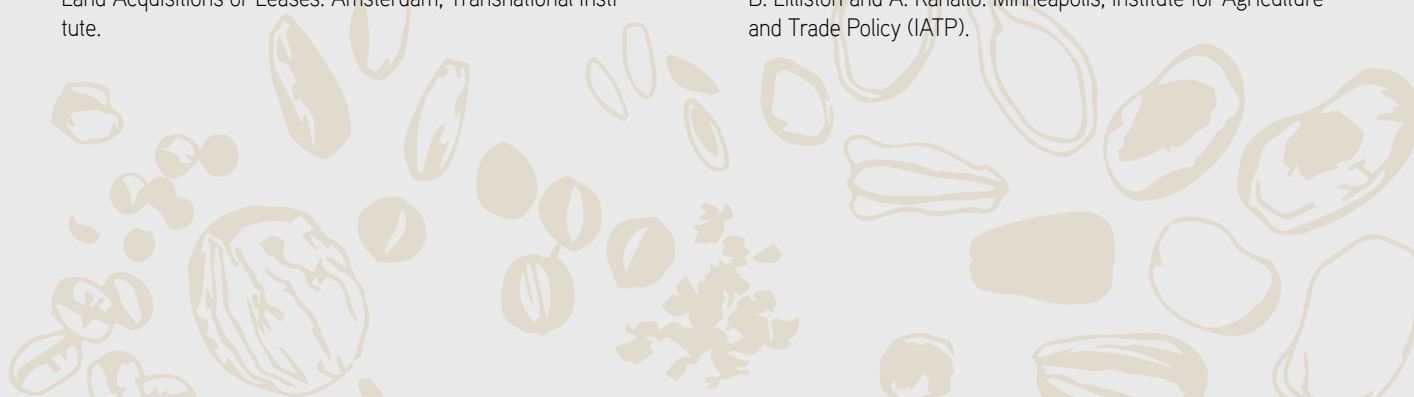 Land Acquisitions or Leases. Amsterdam, Transnational Insti-
tute.
B. Lilliston and A. Ranallo. Minneapolis, Institute for Agriculture
and Trade Policy (IATP).